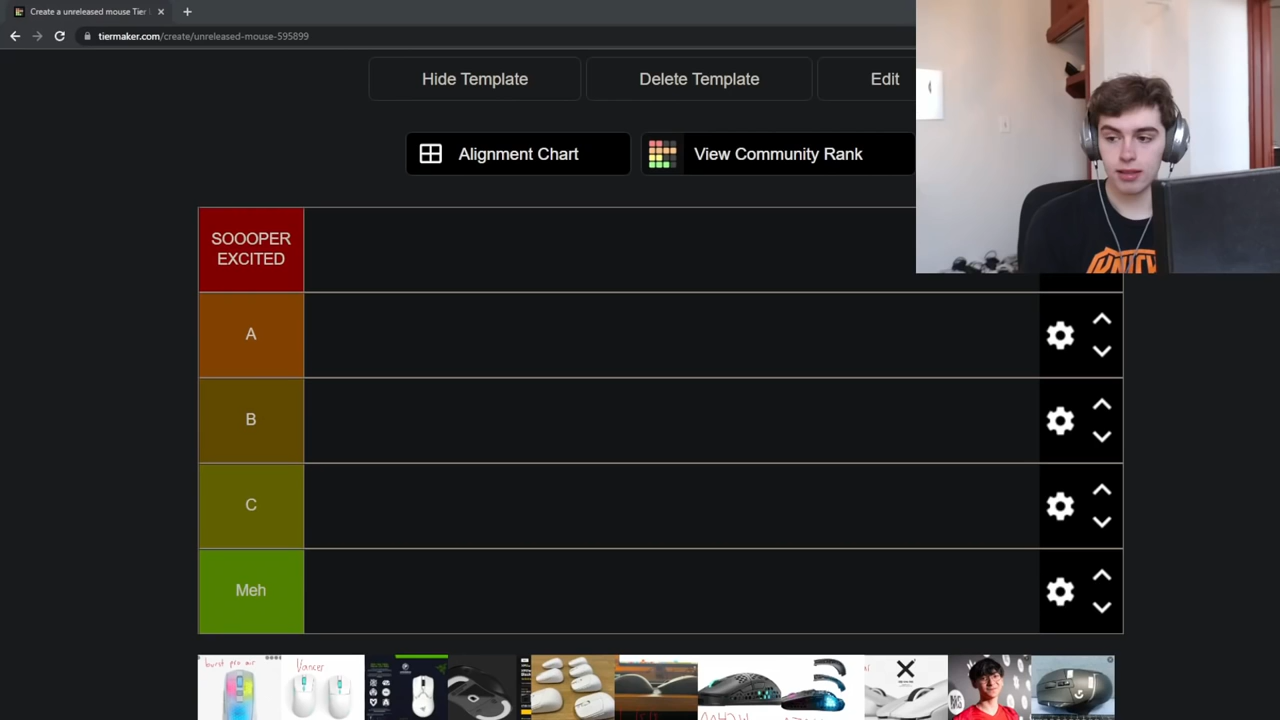 Create a unreleased mouse Tier
tiermaker.com/create/unreleased-mouse-595899
Hide Template
Delete Template
Edit
Alignment Chart
View Community Rank
SOOOPER
EXCITED
A
B
C
Meh
burst pro air
Vancer